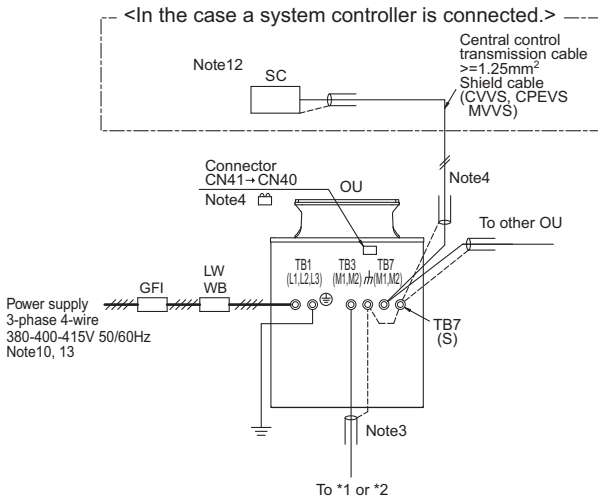 <In the case a system controller is connected.>
Central control
transmission cable
>=1.25mm²
Shield cable
(CVVS, CPEVS
MVVS)
Note12
SC
Connector
CN41→CN40
Note4
OU
Note4
To other OU
TB1
(L1,L2,L3)
TB3
(M1,M2)
TB7
(M1,M2)
LW
GFI
WB
Power supply
3-phase 4-wire
380-400-415V 50/60Hz
Note10, 13
TB7
(S)
Note3
To *1 or *2